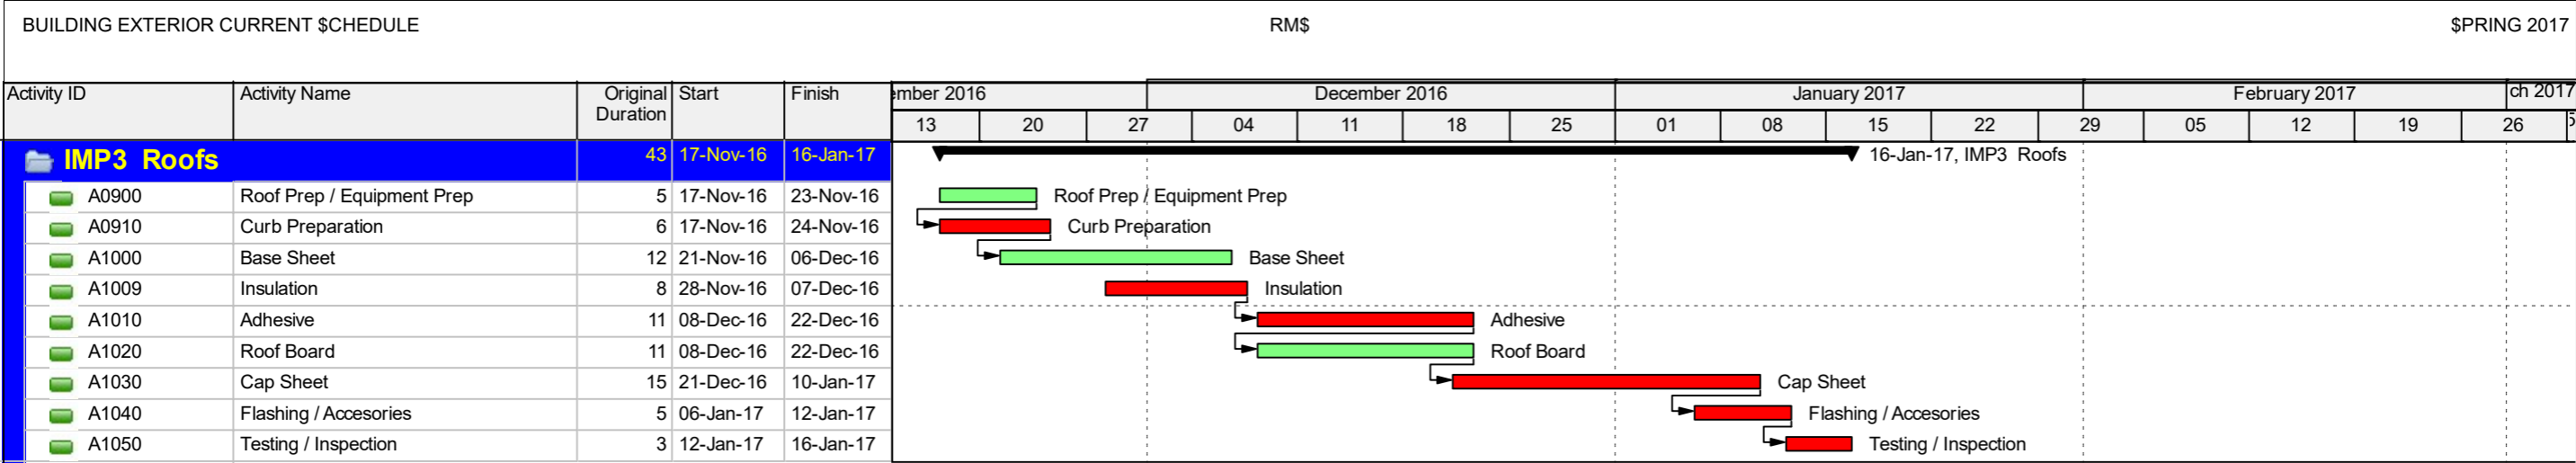 BUILDING EXTERIOR CURRENT $CHEDULE RM$ $PRING 2017
Activity ID Activity Name Original Duration Start Finish ember 2016 December 2016 January 2017 February 2017 ch 2017
13 20 27 04 11 18 25 01 08 15 22 29 05 12 19 26 5
IMP3 Roofs 43 17-Nov-16 16-Jan-17 16-Jan-17, IMP3 Roofs
A0900 Roof Prep / Equipment Prep 5 17-Nov-16 23-Nov-16 Roof Prep / Equipment Prep
A0910 Curb Preparation 6 17-Nov-16 24-Nov-16 Curb Preparation
A1000 Base Sheet 12 21-Nov-16 06-Dec-16 Base Sheet
A1009 Insulation 8 28-Nov-16 07-Dec-16 Insulation
A1010 Adhesive 11 08-Dec-16 22-Dec-16 Adhesive
A1020 Roof Board 11 08-Dec-16 22-Dec-16 Roof Board
A1030 Cap Sheet 15 21-Dec-16 10-Jan-17 Cap Sheet
A1040 Flashing / Accesories 5 06-Jan-17 12-Jan-17 Flashing / Accesories
A1050 Testing / Inspection 3 12-Jan-17 16-Jan-17 Testing / Inspection